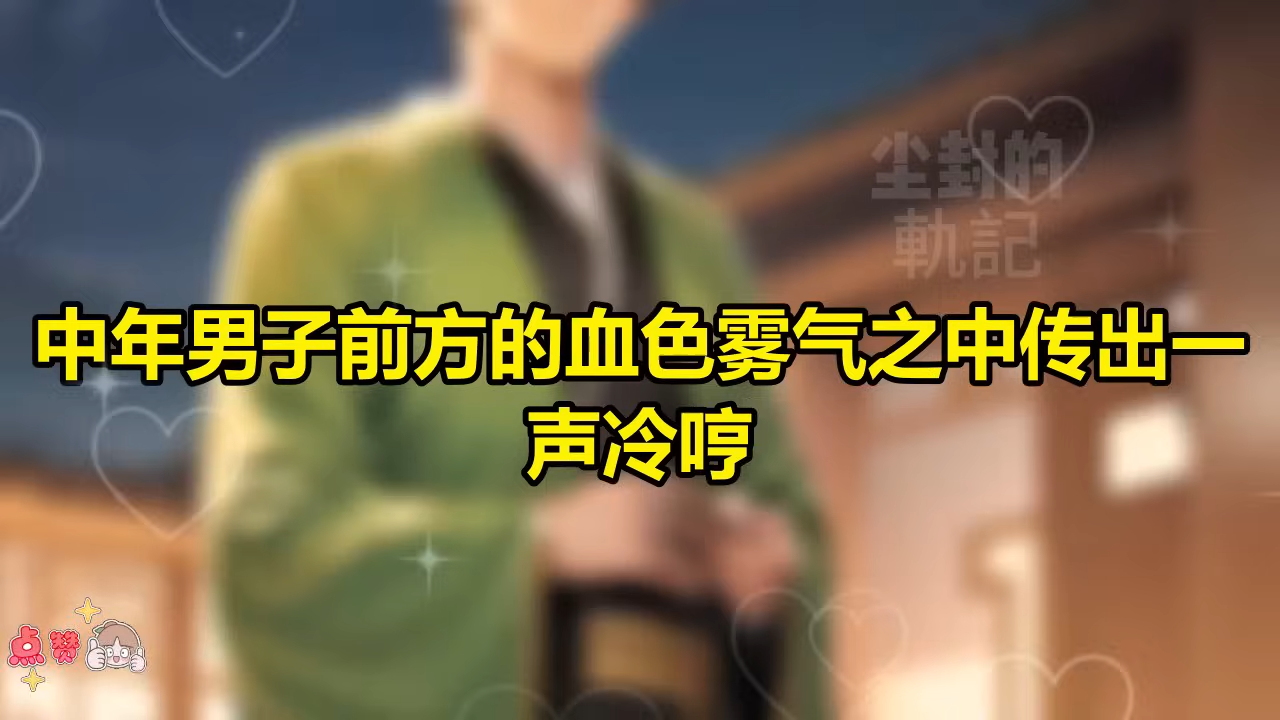 尘封的
軌記
中年男子前方的血色雾气之中传出一
声冷哼
点赞